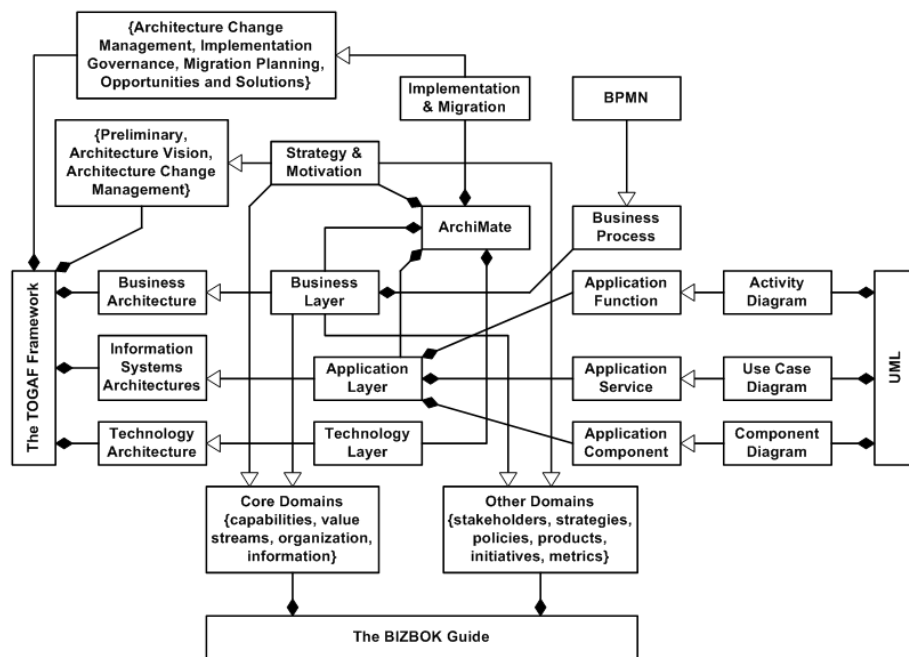 {Architecture Change
Management, Implementation
Governance, Migration Planning,
Opportunities and Solutions}
Implementation
& Migration
BPMN
{Preliminary,
Architecture Vision,
Architecture Change
Management}
Strategy &
Motivation
ArchiMate
Business
Process
The TOGAF Framework
Business
Architecture
Business
Layer
Application
Function
Activity
Diagram
Information
Systems
Architectures
Application
Layer
Application
Service
Use Case
Diagram
UML
Technology
Architecture
Technology
Layer
Application
Component
Component
Diagram
Core Domains
{capabilities, value
streams, organization,
information}
Other Domains
{stakeholders, strategies,
policies, products,
initiatives, metrics}
The BIZBOK Guide